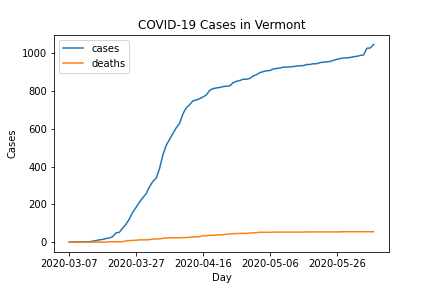 COVID-19 Cases in Vermont
cases
deaths
1000
800
600
400
200
0
Cases
2020-03-07 2020-03-27 2020-04-16 2020-05-06 2020-05-26
Day